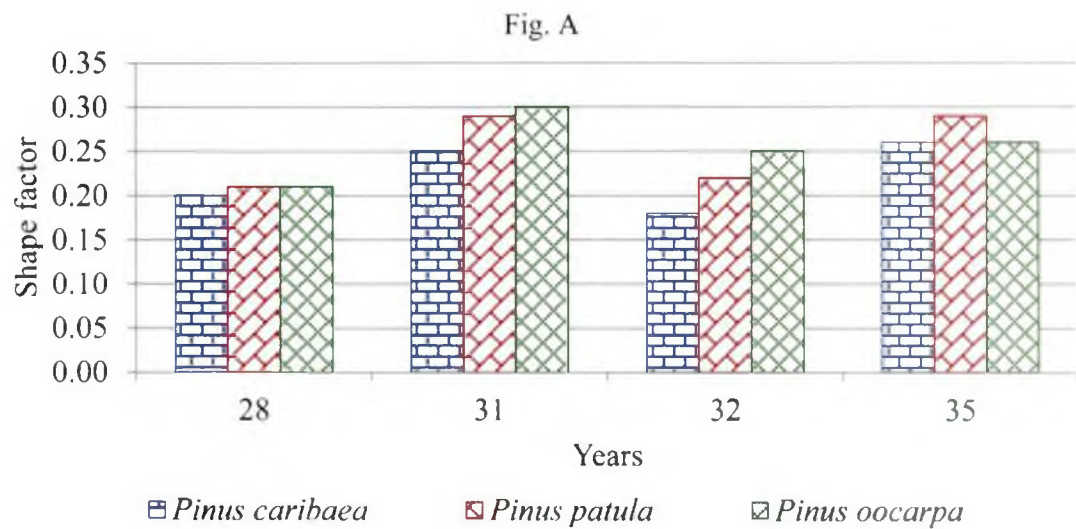 Fig. A
Shape factor
0.35
0.30
0.25
0.20
0.15
0.10
0.05
0.00
28 31 32 35
Years
Pinus caribaea Pinus patula Pinus oocarpa